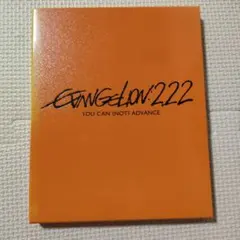 EVANGELION:2.22
YOU CAN (NOT) ADVANCE.